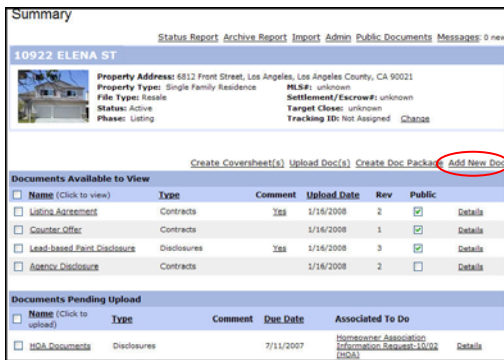 Summary
Status Report Archive Report Import Admin Public Documents Messages: 0 new
10922 ELENA ST
Property Address: 6812 Front Street, Los Angeles, Los Angeles County, CA 90021
Property Type: Single Family Residence MLS#: unknown
File Type: Resale Settlement/Escrow#: unknown
Status: Active Target Close: unknown
Phase: Listing Tracking ID: Not Assigned Change
Create Coversheet(s) Upload Doc(s) Create Doc Package Add New Doc
Documents Available to View
Name (Click to view) Type Comment Upload Date Rev Public
Listing Agreement Contracts Yes 1/16/2008 2 Details
Counter Offer Contracts 1/16/2008 1 Details
Lead-based Paint Disclosure Disclosures Yes 1/16/2008 3 Details
Agency Disclosure Contracts 1/16/2008 2 Details
Documents Pending Upload
Name (Click to upload) Type Comment Due Date Associated To Do
HOA Documents Disclosures 7/11/2007 Homeowner Association Information Request-10/02 (HOA) Details